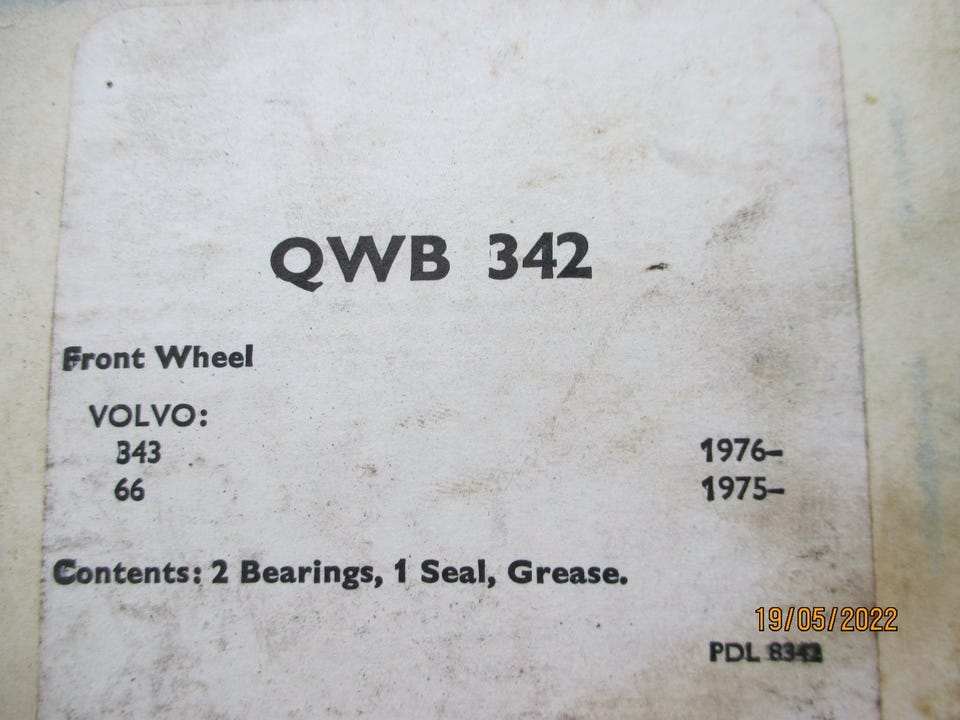 QWB 342
Front Wheel
VOLVO:
343 1976–
66 1975–
Contents: 2 Bearings, 1 Seal, Grease.
19/05/2022
PDL 8342